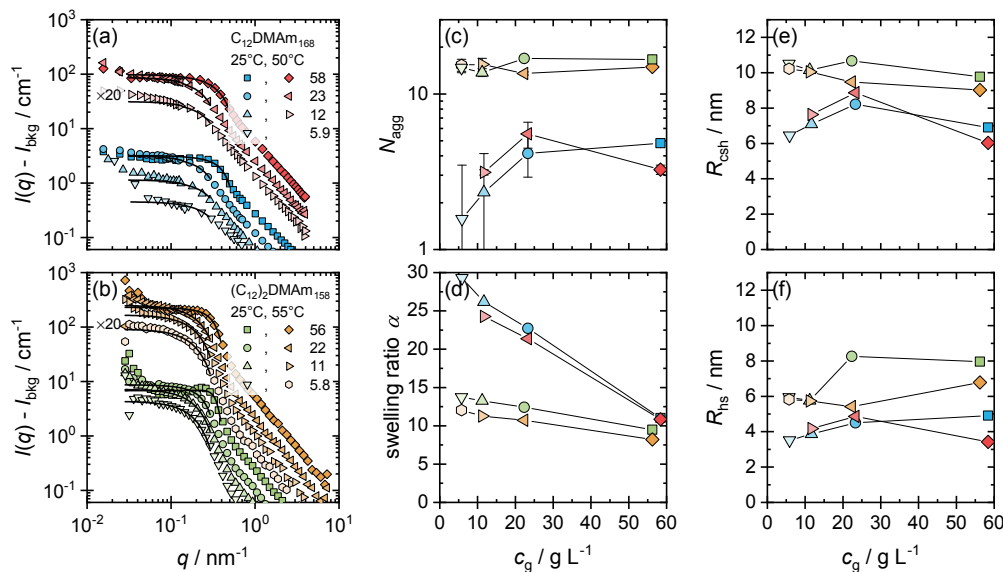 (a)
C₁₂DMAm₁₆₈
25°C, 50°C
, 58
, 23
, 12
, 5.9
×20
10³
10²
10¹
10⁰
10⁻¹
I(q) - I_bkg / cm⁻¹
(b)
(C₁₂)₂DMAm₁₅₈
25°C, 55°C
, 56
, 22
, 11
, 5.8
×20
10³
10²
10¹
10⁰
10⁻¹
I(q) - I_bkg / cm⁻¹
10⁻² 10⁻¹ 10⁰ 10¹
q / nm⁻¹
(c)
10
1
N_agg
(d)
30
25
20
15
10
5
0
swelling ratio α
0 10 20 30 40 50 60
c_g / g L⁻¹
(e)
12
10
8
6
4
2
0
R_csh / nm
(f)
12
10
8
6
4
2
0
R_hs / nm
0 10 20 30 40 50 60
c_g / g L⁻¹